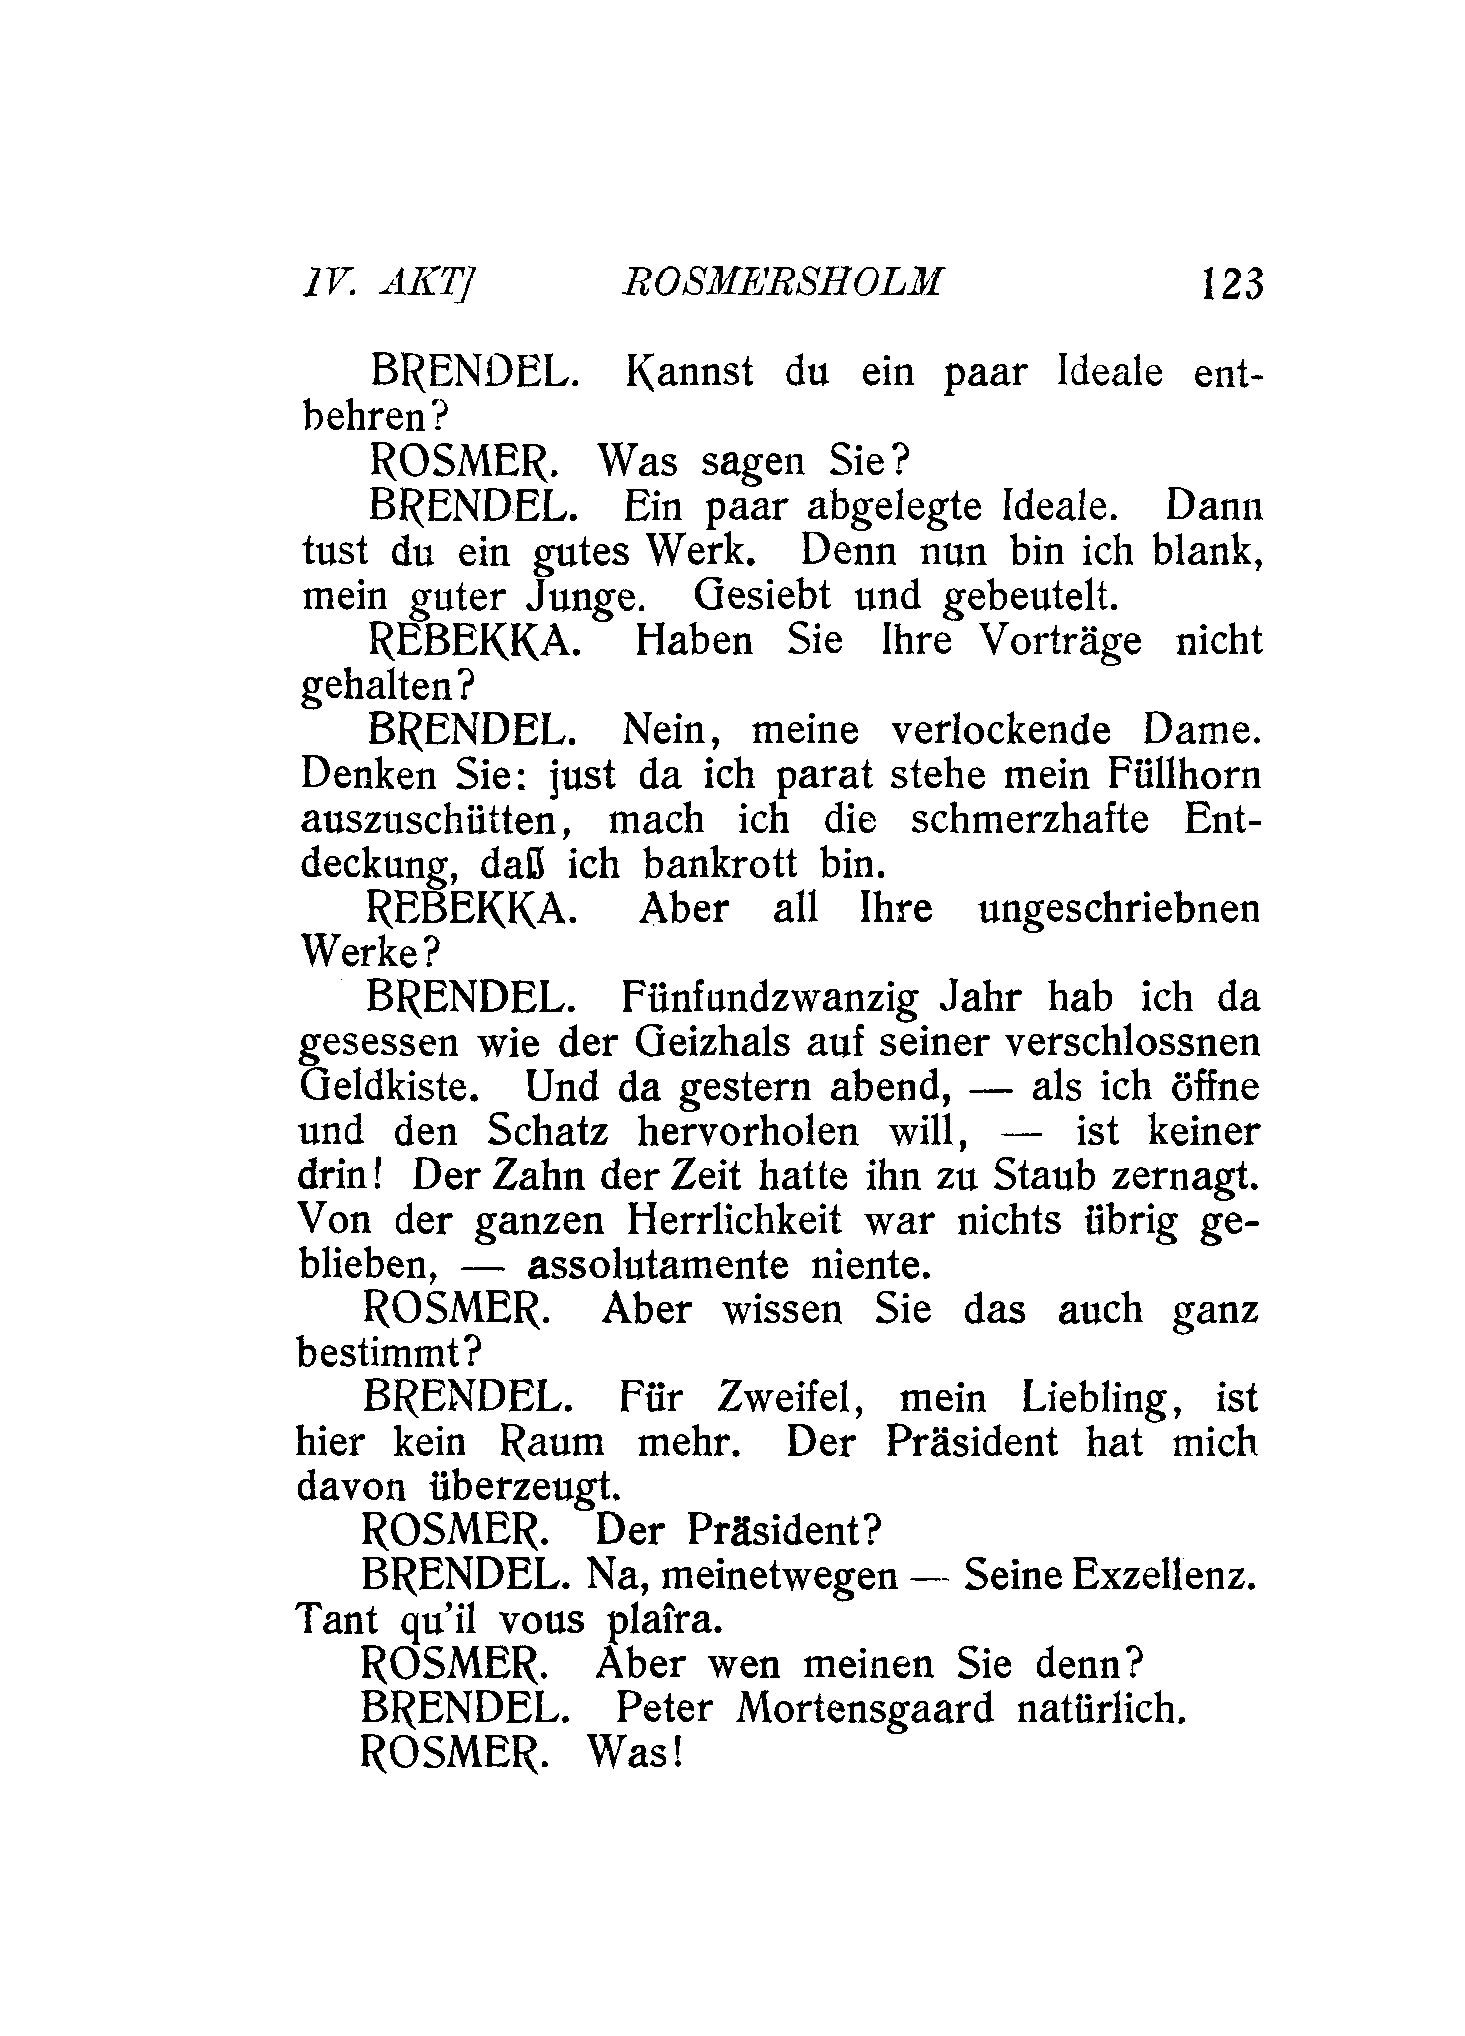 IV. AKT] ROSMERSHOLM 123
BRENDEL. Kannst du ein paar Ideale ent-
behren?
ROSMER. Was sagen Sie?
BRENDEL. Ein paar abgelegte Ideale. Dann
tust du ein gutes Werk. Denn nun bin ich blank,
mein guter Junge. Gesiebt und gebeutelt.
REBEKKA. Haben Sie Ihre Vorträge nicht
gehalten?
BRENDEL. Nein, meine verlockende Dame.
Denken Sie: just da ich parat stehe mein Füllhorn
auszuschütten, mach ich die schmerzhafte Ent-
deckung, daß ich bankrott bin.
REBEKKA. Aber all Ihre ungeschriebnen
Werke?
BRENDEL. Fünfundzwanzig Jahr hab ich da
gesessen wie der Geizhals auf seiner verschlossnen
Geldkiste. Und da gestern abend, — als ich öffne
und den Schatz hervorholen will, — ist keiner
drin! Der Zahn der Zeit hatte ihn zu Staub zernagt.
Von der ganzen Herrlichkeit war nichts übrig ge-
blieben, — assolutamente niente.
ROSMER. Aber wissen Sie das auch ganz
bestimmt?
BRENDEL. Für Zweifel, mein Liebling, ist
hier kein Raum mehr. Der Präsident hat mich
davon überzeugt.
ROSMER. Der Präsident?
BRENDEL. Na, meinetwegen — Seine Exzellenz.
Tant qu'il vous plaîra.
ROSMER. Aber wen meinen Sie denn?
BRENDEL. Peter Mortensgaard natürlich.
ROSMER. Was!